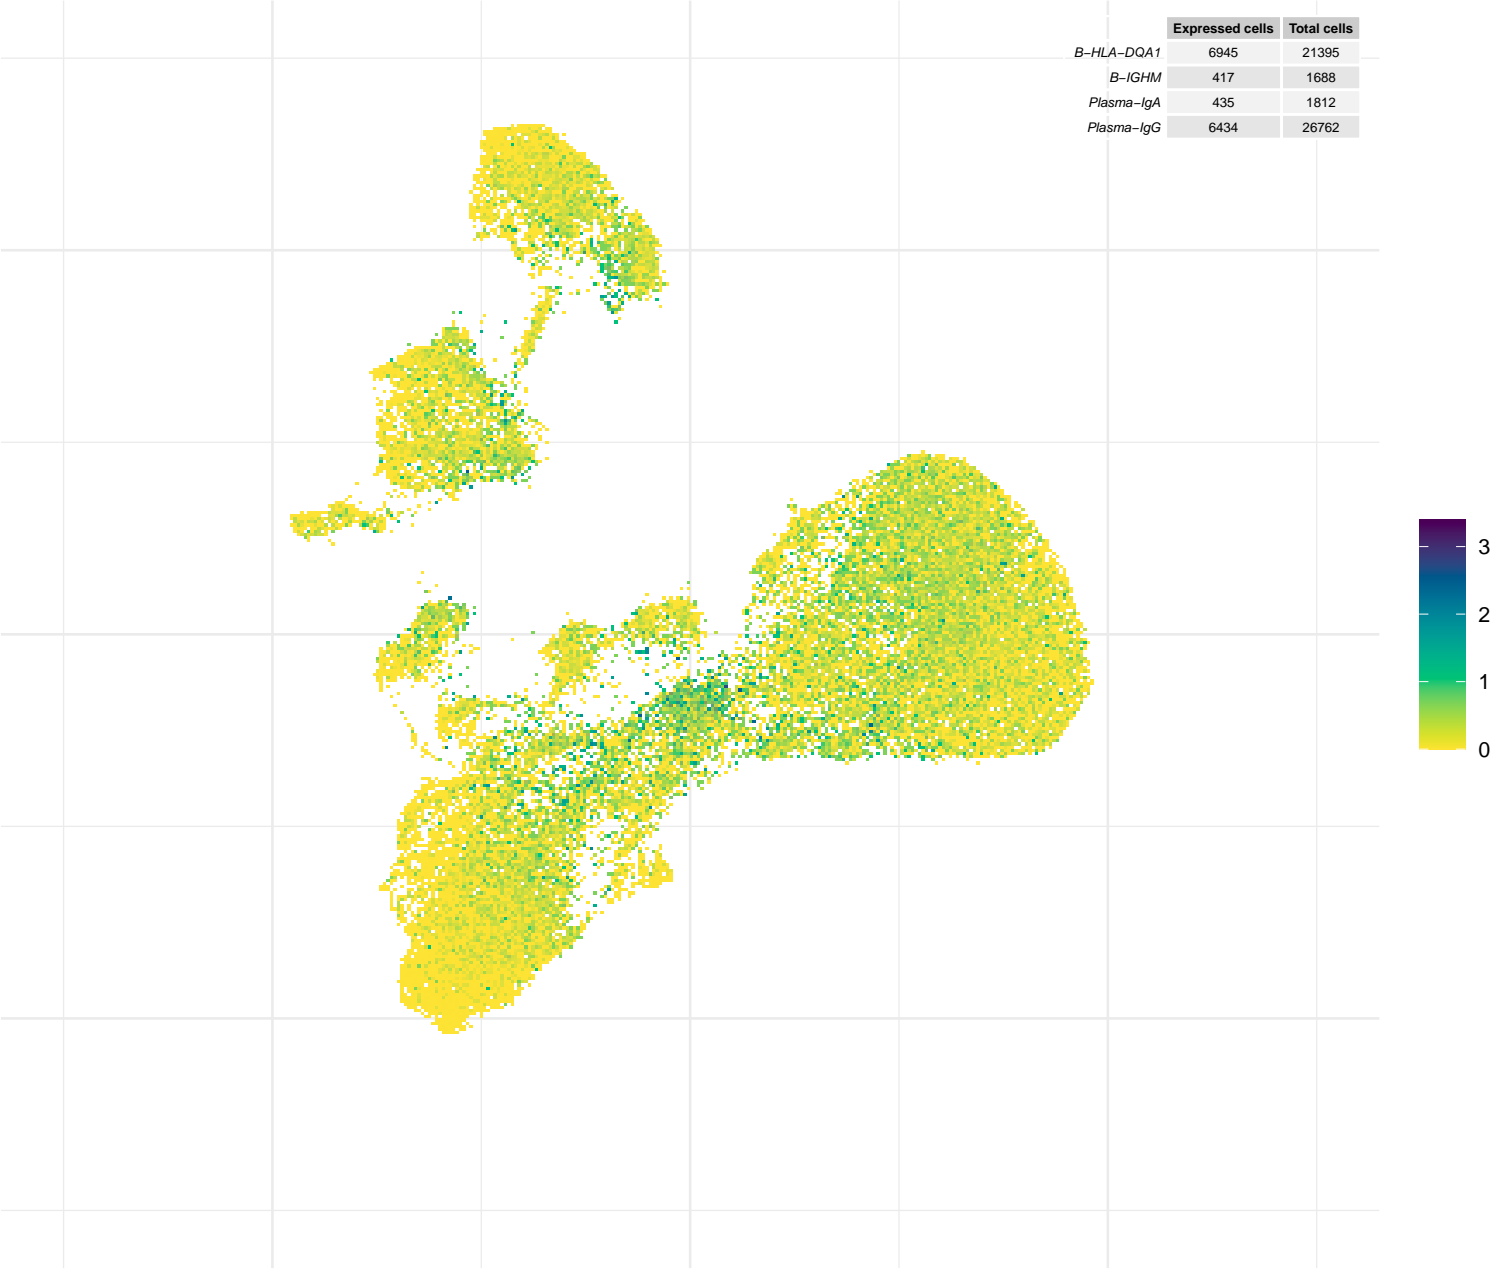 Expressed cells Total cells
B−HLA−DQA1 6945 21395
B−IGHM 417 1688
Plasma−IgA 435 1812
Plasma−IgG 6434 26762
3
2
1
0